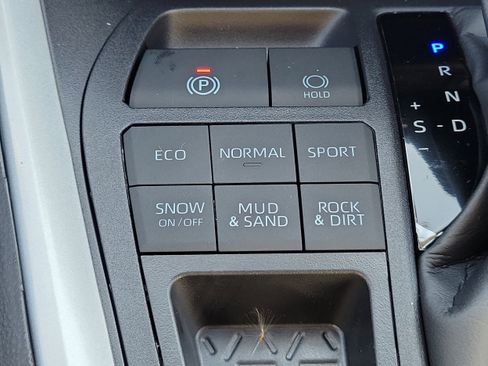 P
HOLD
ECO
NORMAL
SPORT
SNOW
ON/OFF
MUD
& SAND
ROCK
& DIRT
P
R
N
+
S - D
-